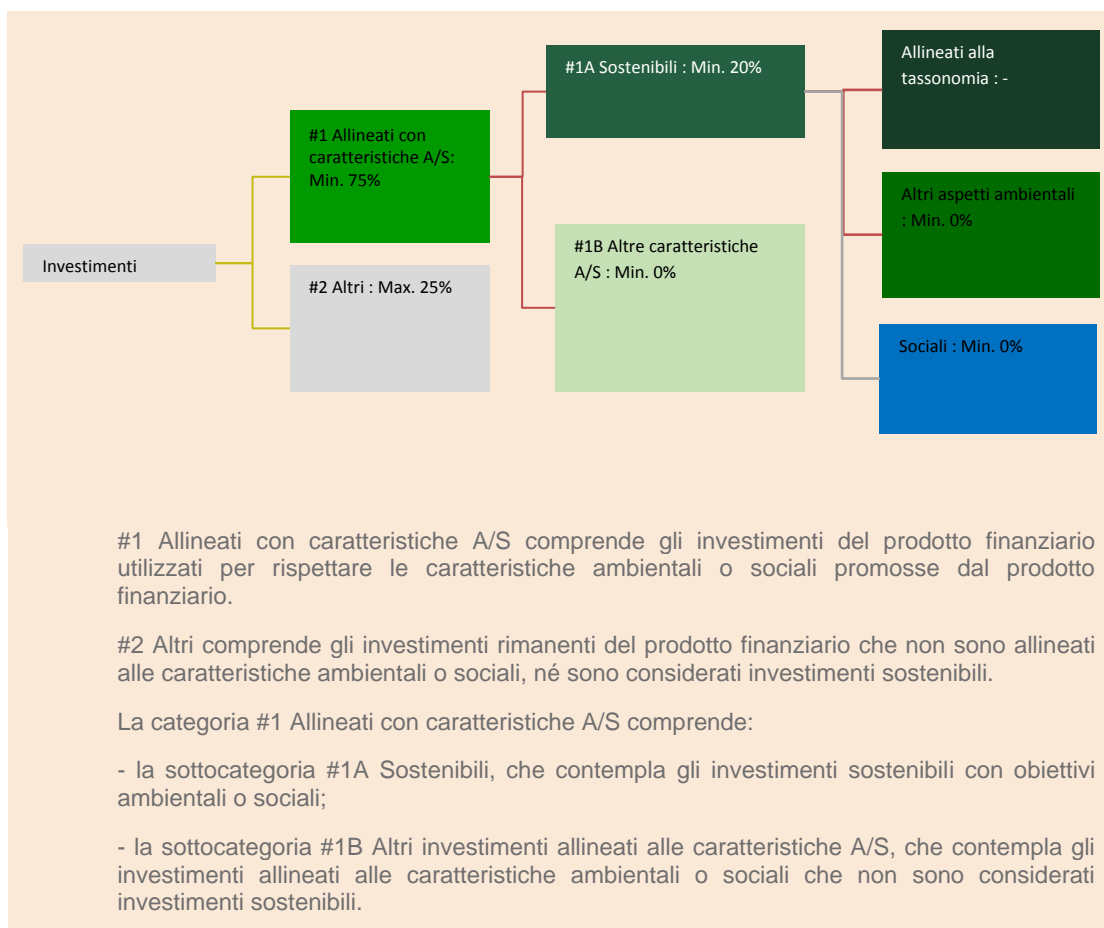 Investimenti
#1 Allineati con
caratteristiche A/S:
Min. 75%
#2 Altri : Max. 25%
#1A Sostenibili : Min. 20%
#1B Altre caratteristiche
A/S : Min. 0%
Allineati alla
tassonomia : -
Altri aspetti ambientali
: Min. 0%
Sociali : Min. 0%
#1 Allineati con caratteristiche A/S comprende gli investimenti del prodotto finanziario
utilizzati per rispettare le caratteristiche ambientali o sociali promosse dal prodotto
finanziario.
#2 Altri comprende gli investimenti rimanenti del prodotto finanziario che non sono allineati
alle caratteristiche ambientali o sociali, né sono considerati investimenti sostenibili.
La categoria #1 Allineati con caratteristiche A/S comprende:
- la sottocategoria #1A Sostenibili, che contempla gli investimenti sostenibili con obiettivi
ambientali o sociali;
- la sottocategoria #1B Altri investimenti allineati alle caratteristiche A/S, che contempla gli
investimenti allineati alle caratteristiche ambientali o sociali che non sono considerati
investimenti sostenibili.